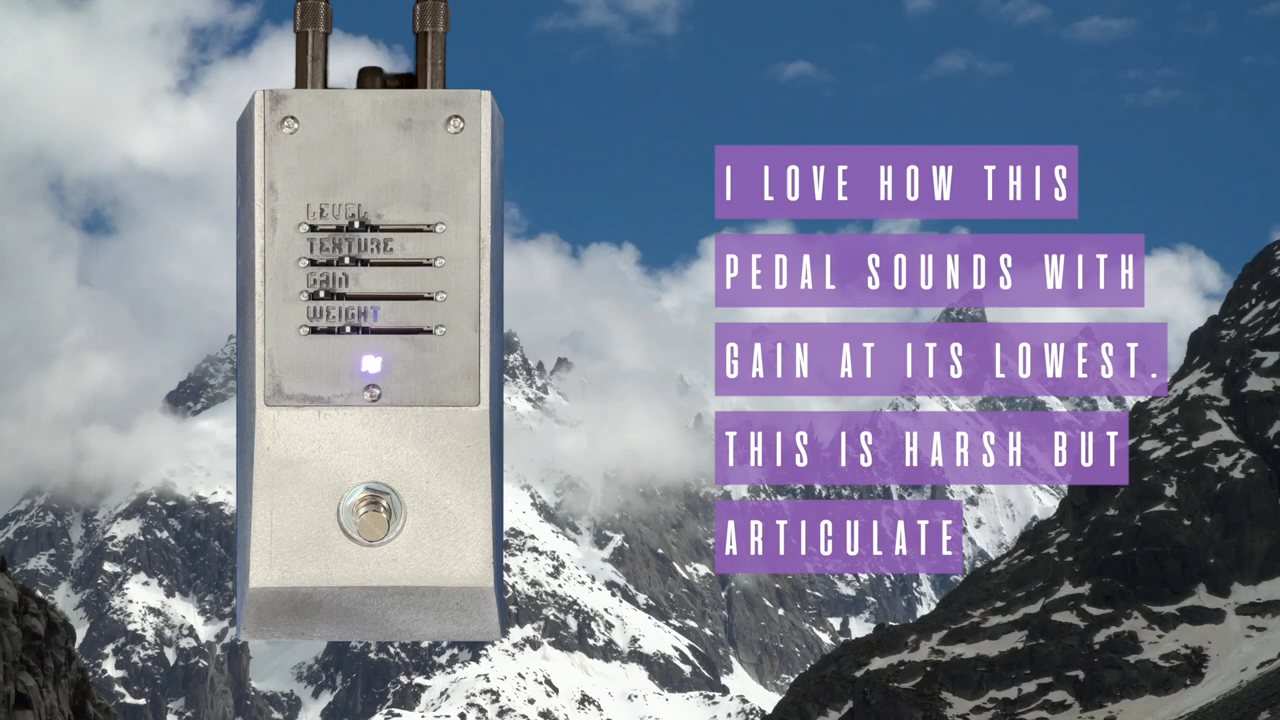 LEVEL
TEXTURE
GAIN
WEIGHT
I LOVE HOW THIS
PEDAL SOUNDS WITH
GAIN AT ITS LOWEST.
THIS IS HARSH BUT
ARTICULATE